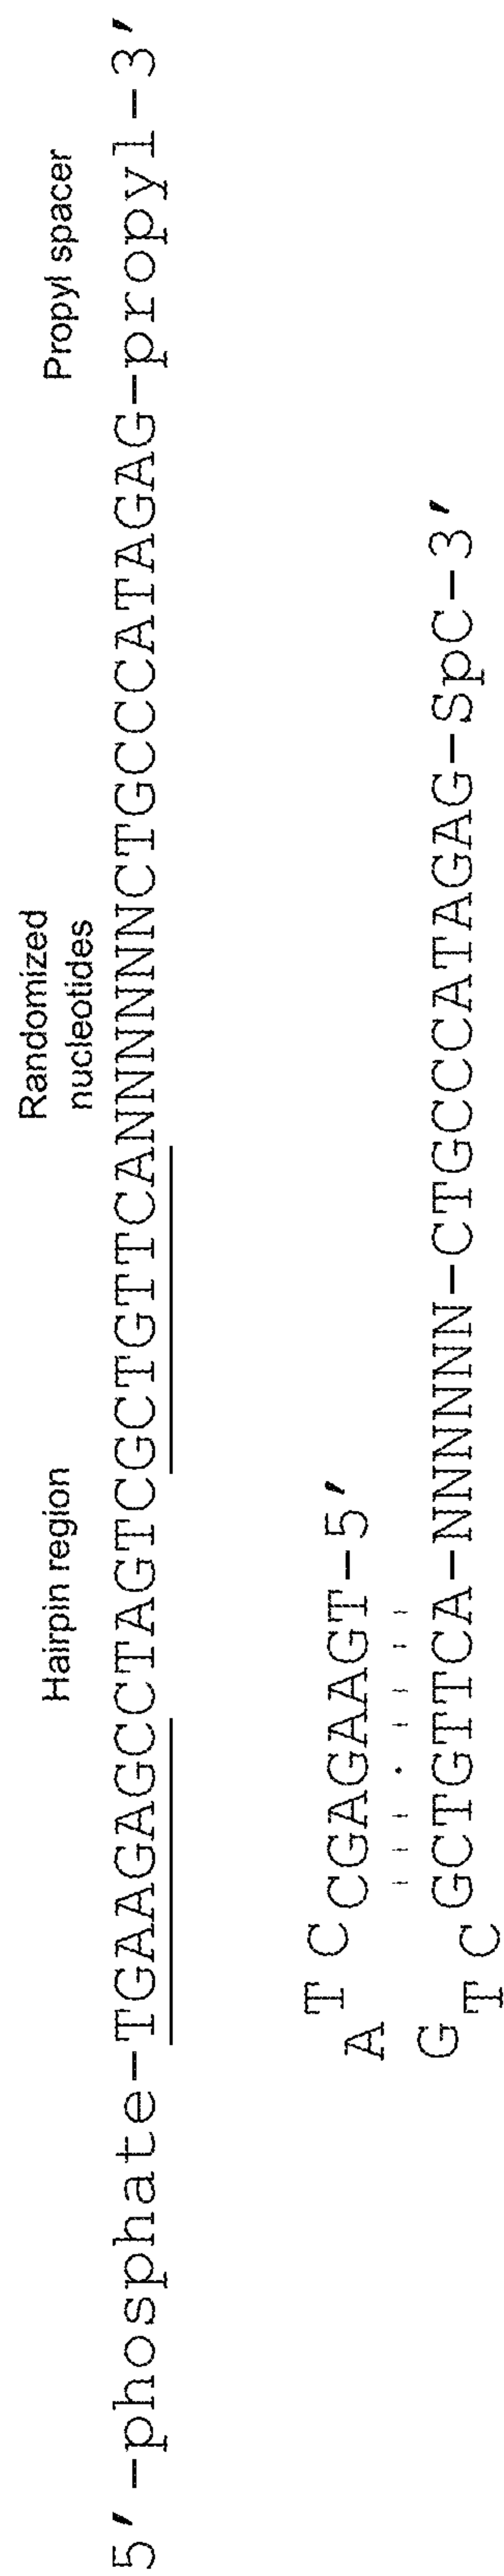 Hairpin region
Randomized
nucleotides
Propyl spacer
5'-phosphate-TGAAGAGCCTAGTCGCTGTTCANNNNNNCTGCCCATAGAG-propyl-3'
T C CGAGAAGT-5'
A
G
T C GCTGTTCA-NNNNNN-CTGCCCATAGAG-SpC-3'